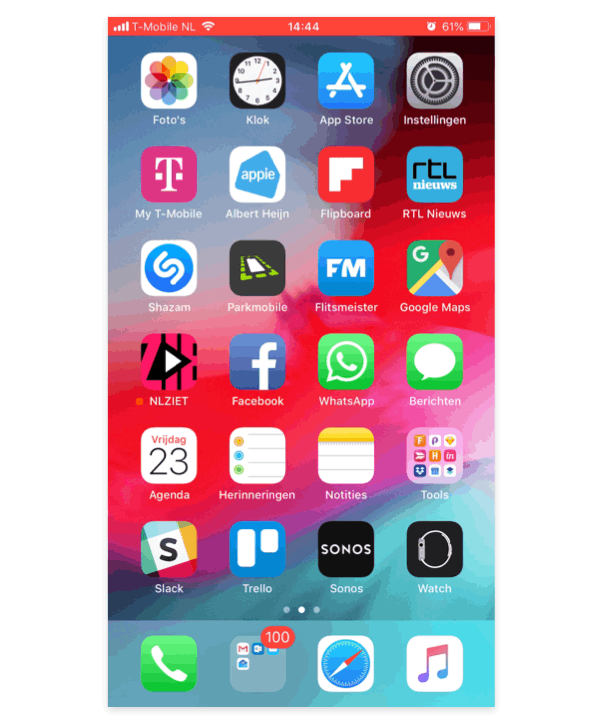 T-Mobile NL 14:44 61%
Foto's Klok App Store Instellingen
T appie rtl nieuws
My T-Mobile Albert Heijn Flipboard RTL Nieuws
FM G
Shazam Parkmobile Flitsmeister Google Maps
NLZIET Facebook WhatsApp Berichten
Vrijdag
23
Agenda Herinneringen Notities Tools
S SONOS
Slack Trello Sonos Watch
100